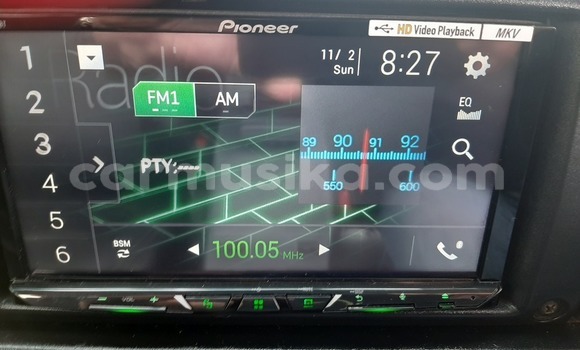 Pioneer
HD Video Playback
MKV
Radio
11/ 2
Sun
8:27
1
2
3
4
5
6
FM1
AM
EQ
89 90 91 92
PTY:----
550 600
carmusika.com
BSM
100.05 MHz
VOL